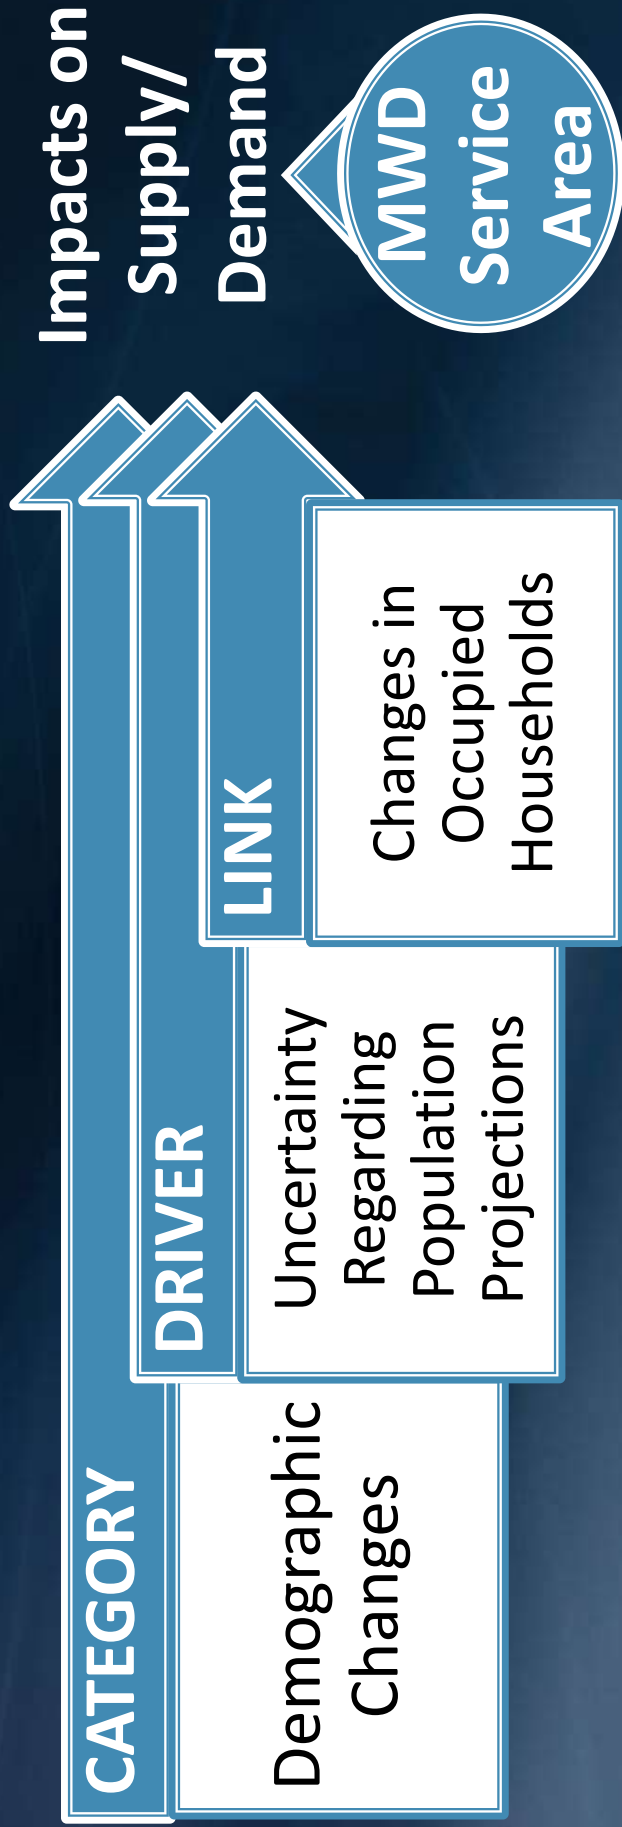 CATEGORY
Demographic
Changes
DRIVER
Uncertainty
Regarding
Population
Projections
LINK
Changes in
Occupied
Households
Impacts on
Supply/
Demand
MWD
Service
Area